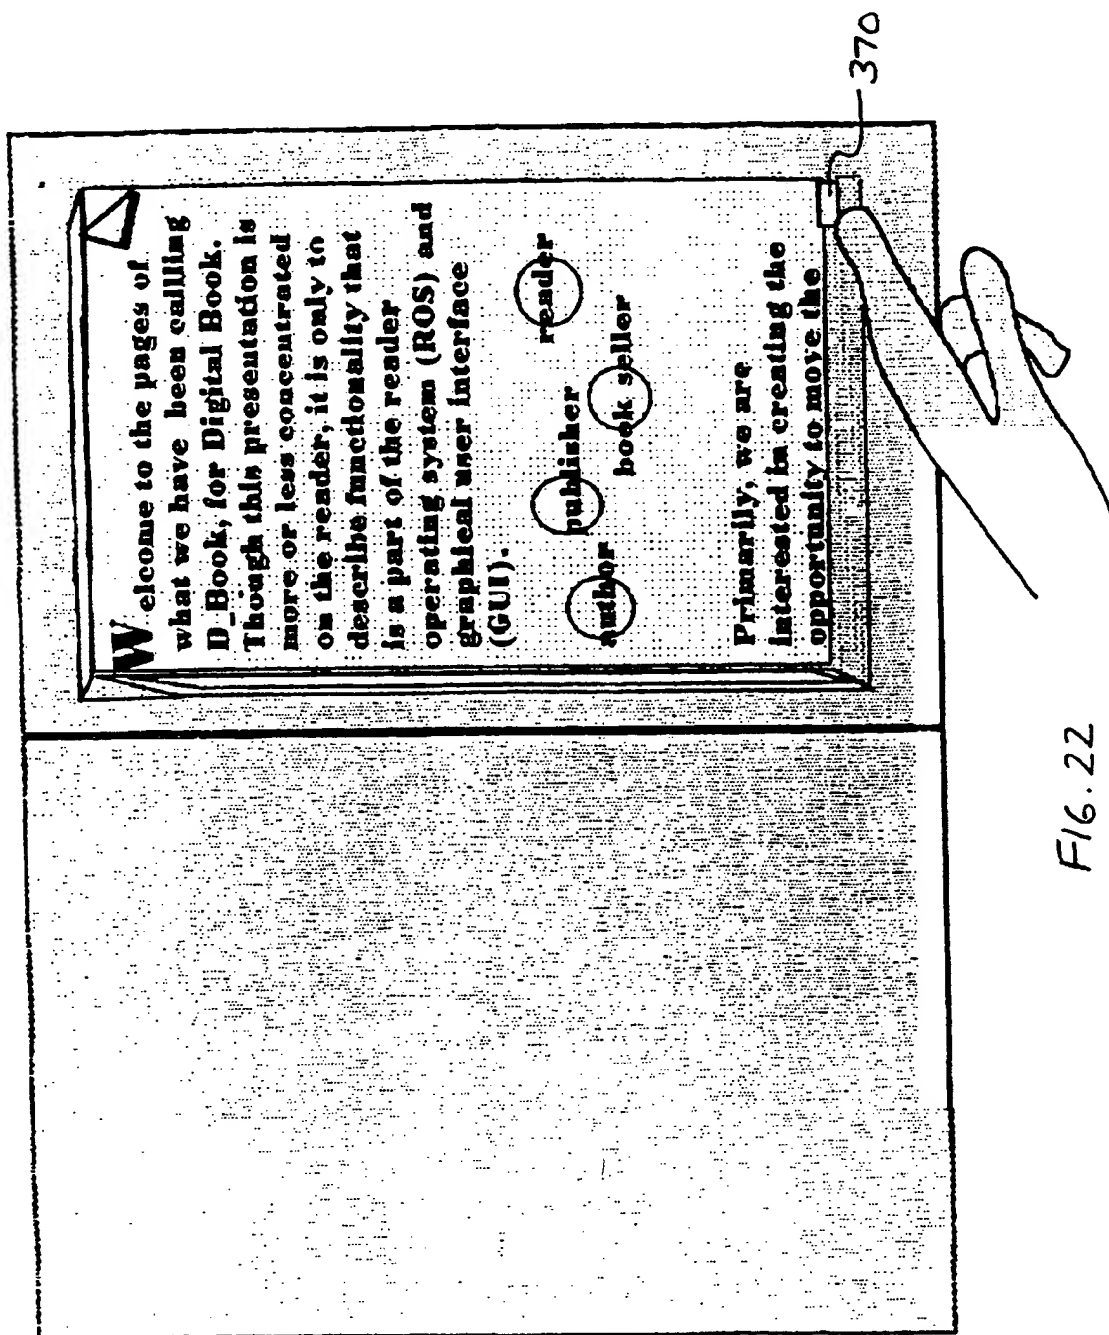 Welcome to the pages of
what we have been callling
D_Book, for Digital Book.
Though this presentation is
more or less concentrated
on the reader, it is only to
describe functionality that
is a part of the reader
operating system (ROS) and
graphical user interface
(GUI).
author
publisher
book seller
reader
Primarily, we are
interested in creating the
opportunity to move the
370
FIG. 22